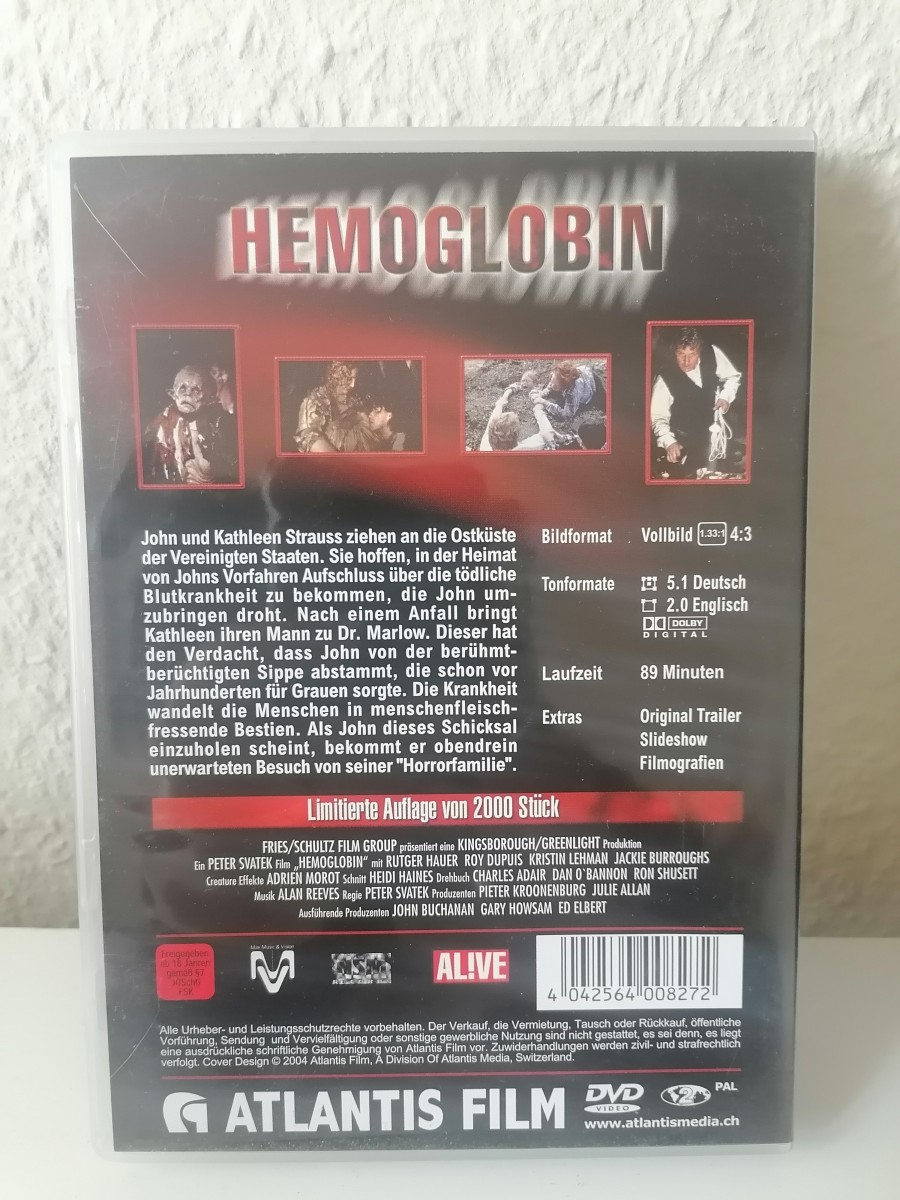 HEMOGLOBIN
John und Kathleen Strauss ziehen an die Ostküste
der Vereinigten Staaten. Sie hoffen, in der Heimat
von Johns Vorfahren Aufschluss über die tödliche
Blutkrankheit zu bekommen, die John um-
zubringen droht. Nach einem Anfall bringt
Kathleen ihren Mann zu Dr. Marlow. Dieser hat
den Verdacht, dass John von der berühmt-
berüchtigten Sippe abstammt, die schon vor
Jahrhunderten für Grauen sorgte. Die Krankheit
wandelt die Menschen in menschenfleisch-
fressende Bestien. Als John dieses Schicksal
einzuholen scheint, bekommt er obendrein
unerwarteten Besuch von seiner "Horrorfamilie".
Bildformat . Vollbild 1.33:1 4:3
Tonformate 5.1 Deutsch
2.0 Englisch
DOLBY
DIGITAL
Laufzeit 89 Minuten
Extras Original Trailer
Slideshow
Filmografien
Limitierte Auflage von 2000 Stück
FRIES/SCHULTZ FILM GROUP präsentiert eine KINGSBOROUGH/GREENLIGHT Produktion
Ein PETER SVATEK Film „HEMOGLOBIN" mit RUTGER HAUER ROY DUPUIS KRISTIN LEHMAN JACKIE BURROUGHS
Creature Effekte ADRIEN MOROT Schnitt HEIDI HAINES Drehbuch CHARLES ADAIR DAN O`BANNON RON SHUSETT
Musik ALAN REEVES Regie PETER SVATEK Produzenten PIETER KROONENBURG JULIE ALLAN
Ausführende Produzenten JOHN BUCHANAN GARY HOWSAM ED ELBERT
Freigegeben
ab 18 Jahren
gemäß §7
JÖSchG
FSK
Max Music & Vision
AL!VE
4 042564 008272
Alle Urheber- und Leistungsschutzrechte vorbehalten. Der Verkauf, die Vermietung, Tausch oder Rückkauf, öffentliche
Vorführung, Sendung und Vervielfältigung oder sonstige gewerbliche Nutzung sind nicht gestattet, es sei denn, es liegt
eine ausdrückliche schriftliche Genehmigung von Atlantis Film vor. Zuwiderhandlungen werden zivil- und strafrechtlich
verfolgt. Cover Design © 2004 Atlantis Film, A Division Of Atlantis Media, Switzerland.
ATLANTIS FILM
DVD VIDEO 2 PAL
www.atlantismedia.ch